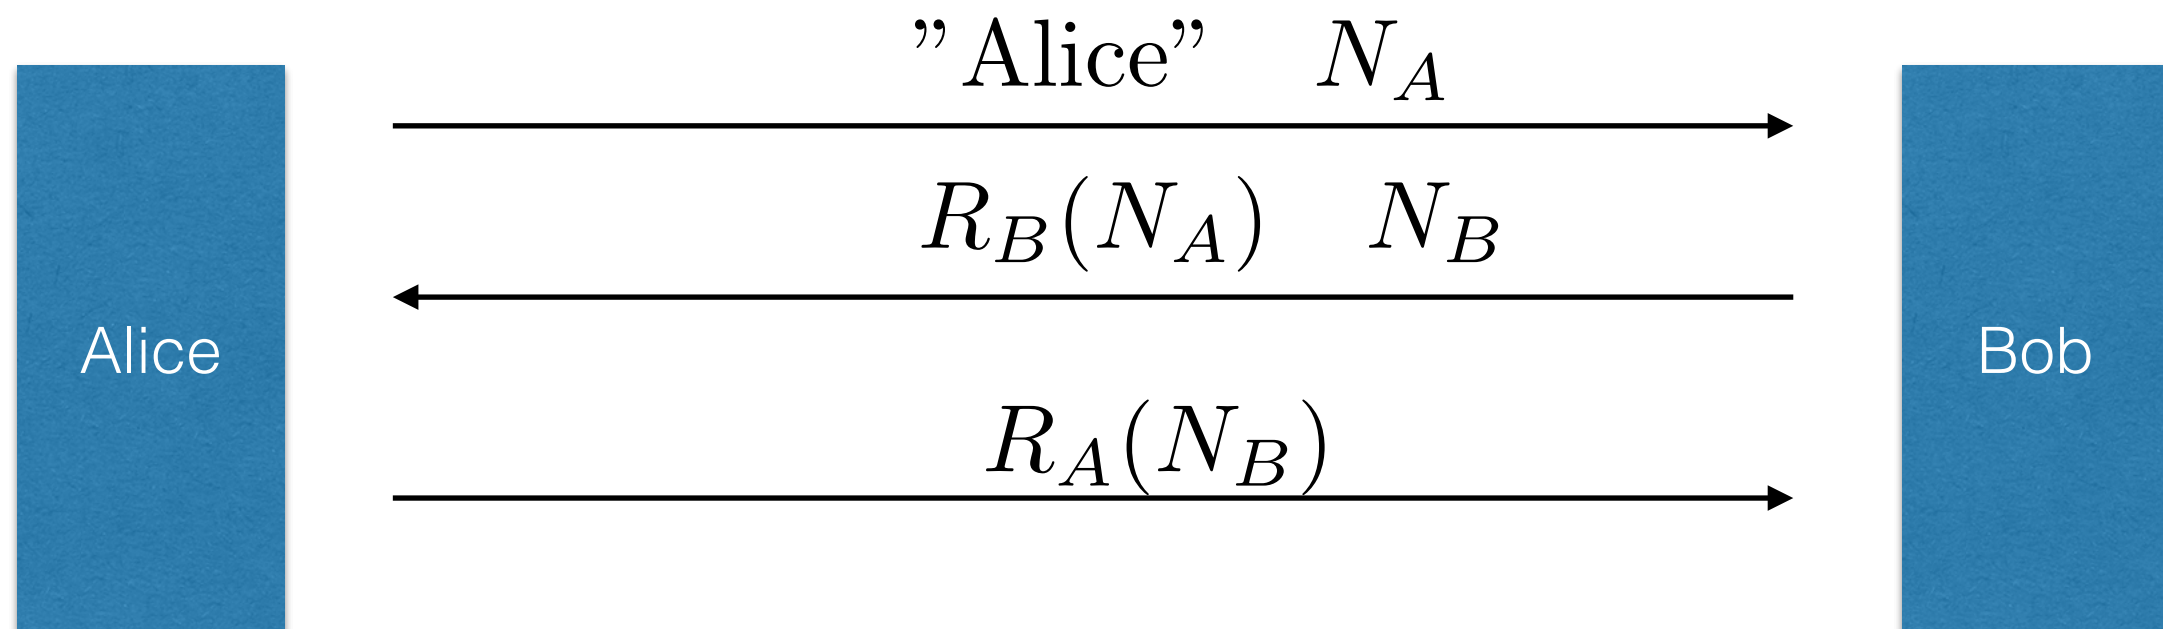 ”Alice” N_A
R_B(N_A) N_B
Alice
Bob
R_A(N_B)